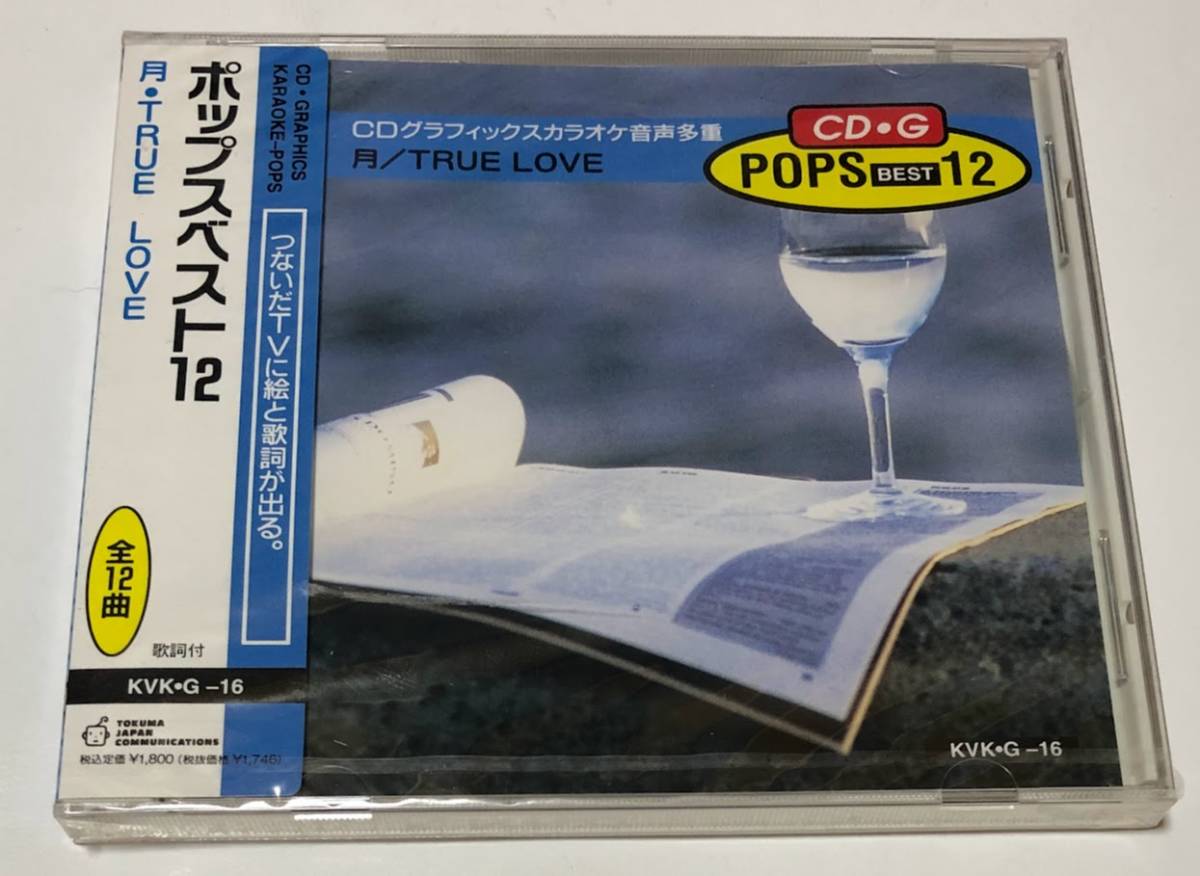 ポップスベスト12
月・TRUE LOVE
CD・GRAPHICS
KARAOKE-POPS
つないだTVに絵と歌詞が出る。
全12曲
歌詞付
KVK・G-16
TOKUMA
JAPAN
COMMUNICATIONS
税込定価¥1,800(税抜価格¥1,748)
CDグラフィックスカラオケ音声多重
月/TRUE LOVE
CD・G
POPS BEST 12
KVK・G-16